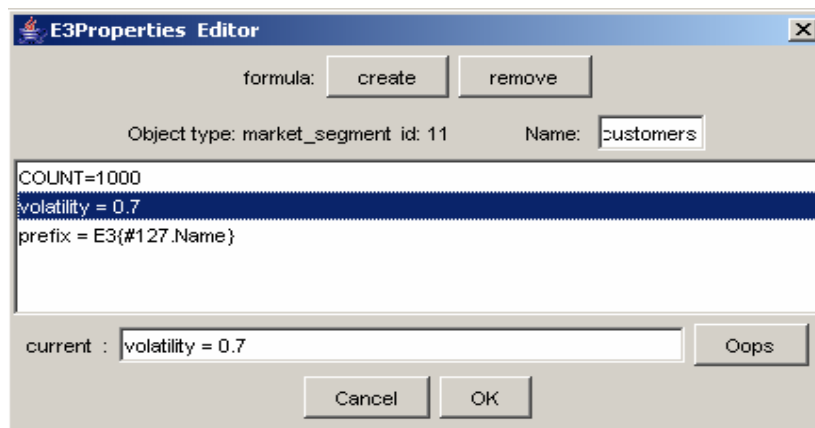 E3Properties Editor
formula: create remove
Object type: market_segment id: 11 Name: customers
COUNT=1000
volatility = 0.7
prefix = E3{#127.Name}
current : volatility = 0.7 Oops
Cancel OK